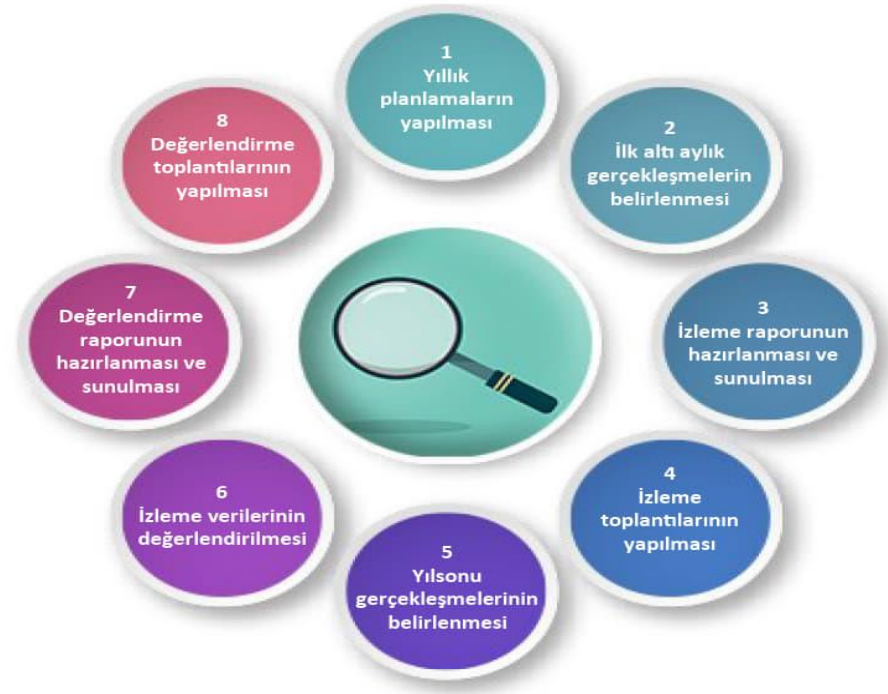 1
Yıllık
planlamaların
yapılması
2
İlk altı aylık
gerçekleşmelerin
belirlenmesi
3
İzleme raporunun
hazırlanması ve
sunulması
4
İzleme
toplantılarının
yapılması
5
Yılsonu
gerçekleşmelerinin
belirlenmesi
6
İzleme verilerinin
değerlendirilmesi
7
Değerlendirme
raporunun
hazırlanması ve
sunulması
8
Değerlendirme
toplantılarının
yapılması